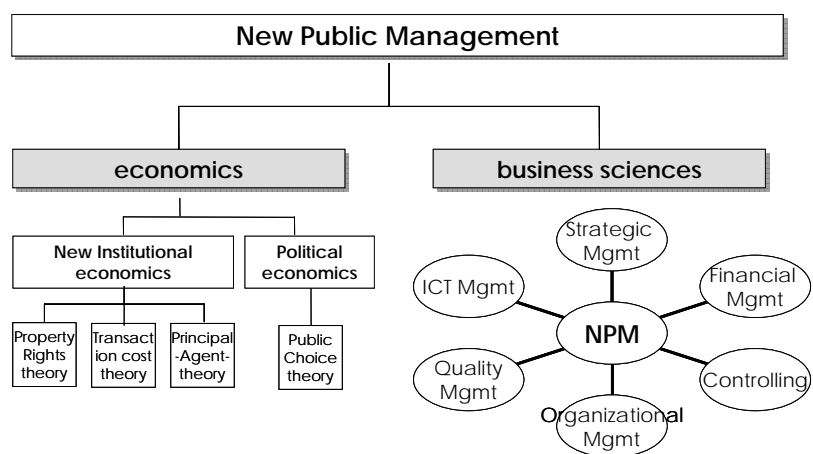 New Public Management
economics
business sciences
New Institutional
economics
Political
economics
Property
Rights
theory
Transact
ion cost
theory
Principal
-Agent-
theory
Public
Choice
theory
Strategic
Mgmt
ICT Mgmt
Financial
Mgmt
NPM
Quality
Mgmt
Controlling
Organizational
Mgmt